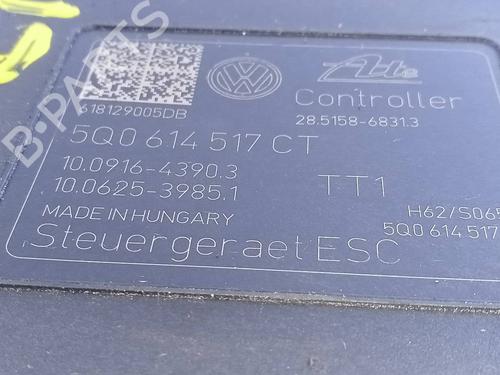 Ate
Controller
618129005DB
28.5158-6831.3
5Q0 614 517 CT
10.0916-4390.3
10.0625-3985.1
TT1
MADE IN HUNGARY
H62/S065
Steuergeraet ESC
5Q0 614 517
B-PARTS